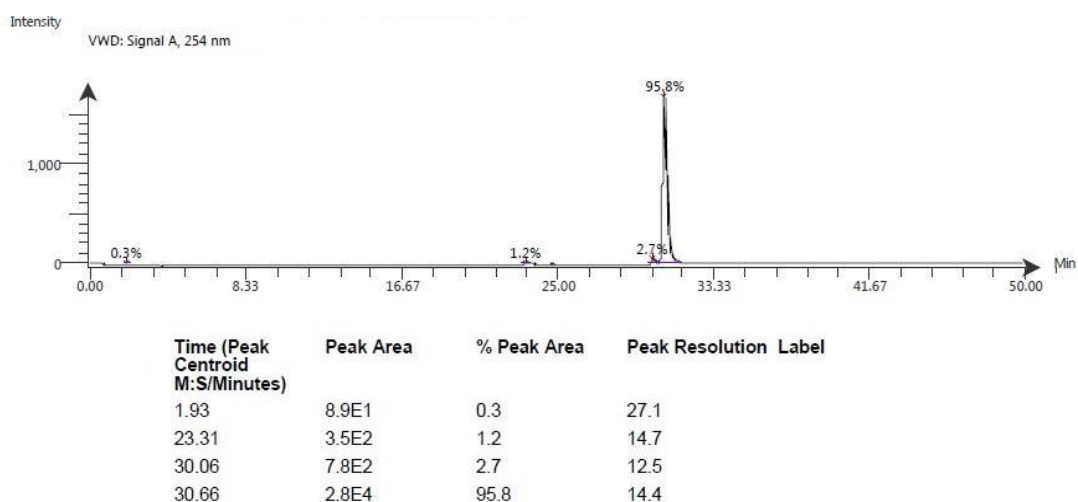 Intensity
VWD: Signal A, 254 nm
95.8%
1,000
0.3%
1.2%
2.7%
0
Min
0.00 8.33 16.67 25.00 33.33 41.67 50.00
Time (Peak Centroid M:S/Minutes) Peak Area % Peak Area Peak Resolution Label
1.93 8.9E1 0.3 27.1
23.31 3.5E2 1.2 14.7
30.06 7.8E2 2.7 12.5
30.66 2.8E4 95.8 14.4